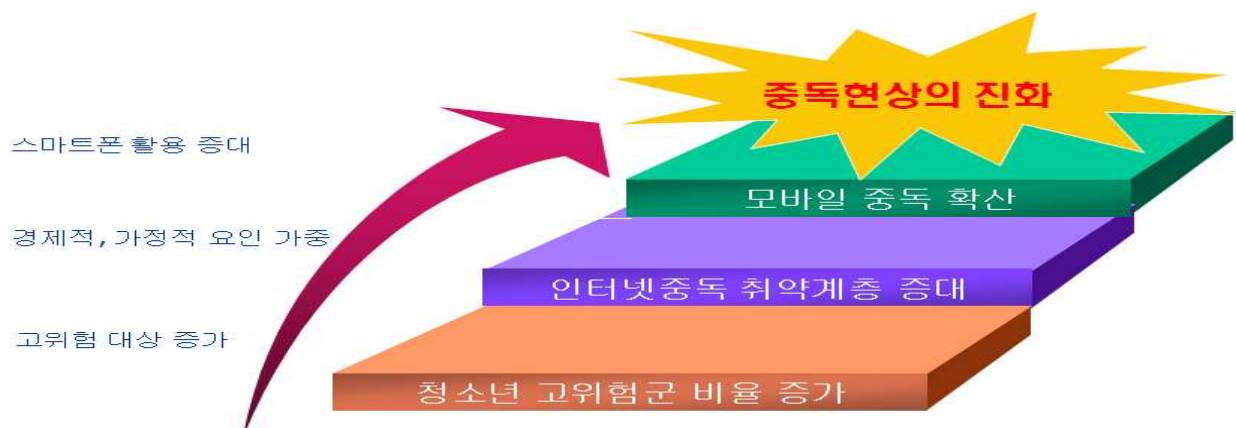 중독현상의 진화
스마트폰 활용 증대
모바일 중독 확산
경제적,가정적 요인 가중
인터넷중독 취약계층 증대
고위험 대상 증가
청소년 고위험군 비율 증가